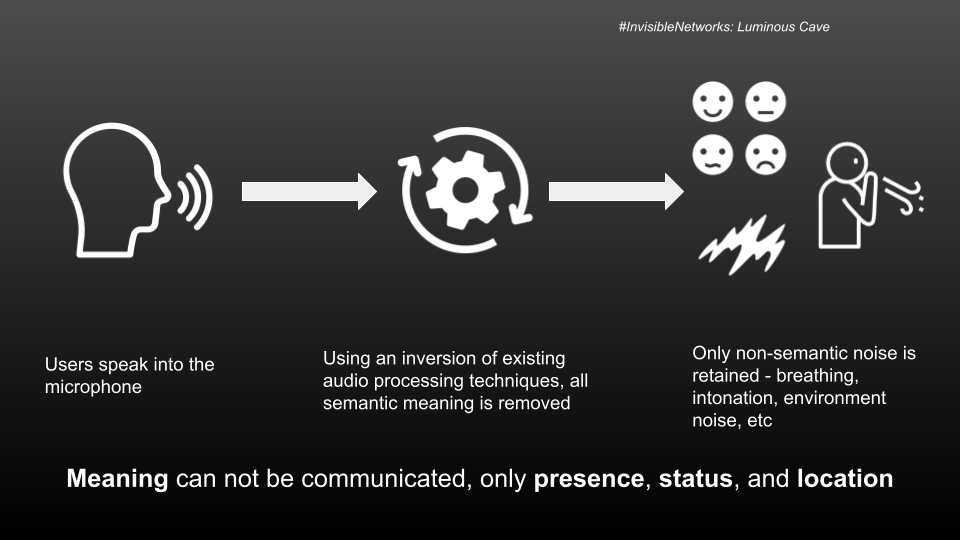 #InvisibleNetworks: Luminous Cave
Users speak into the
microphone
Using an inversion of existing
audio processing techniques, all
semantic meaning is removed
Only non-semantic noise is
retained - breathing,
intonation, environment
noise, etc
Meaning can not be communicated, only presence, status, and location